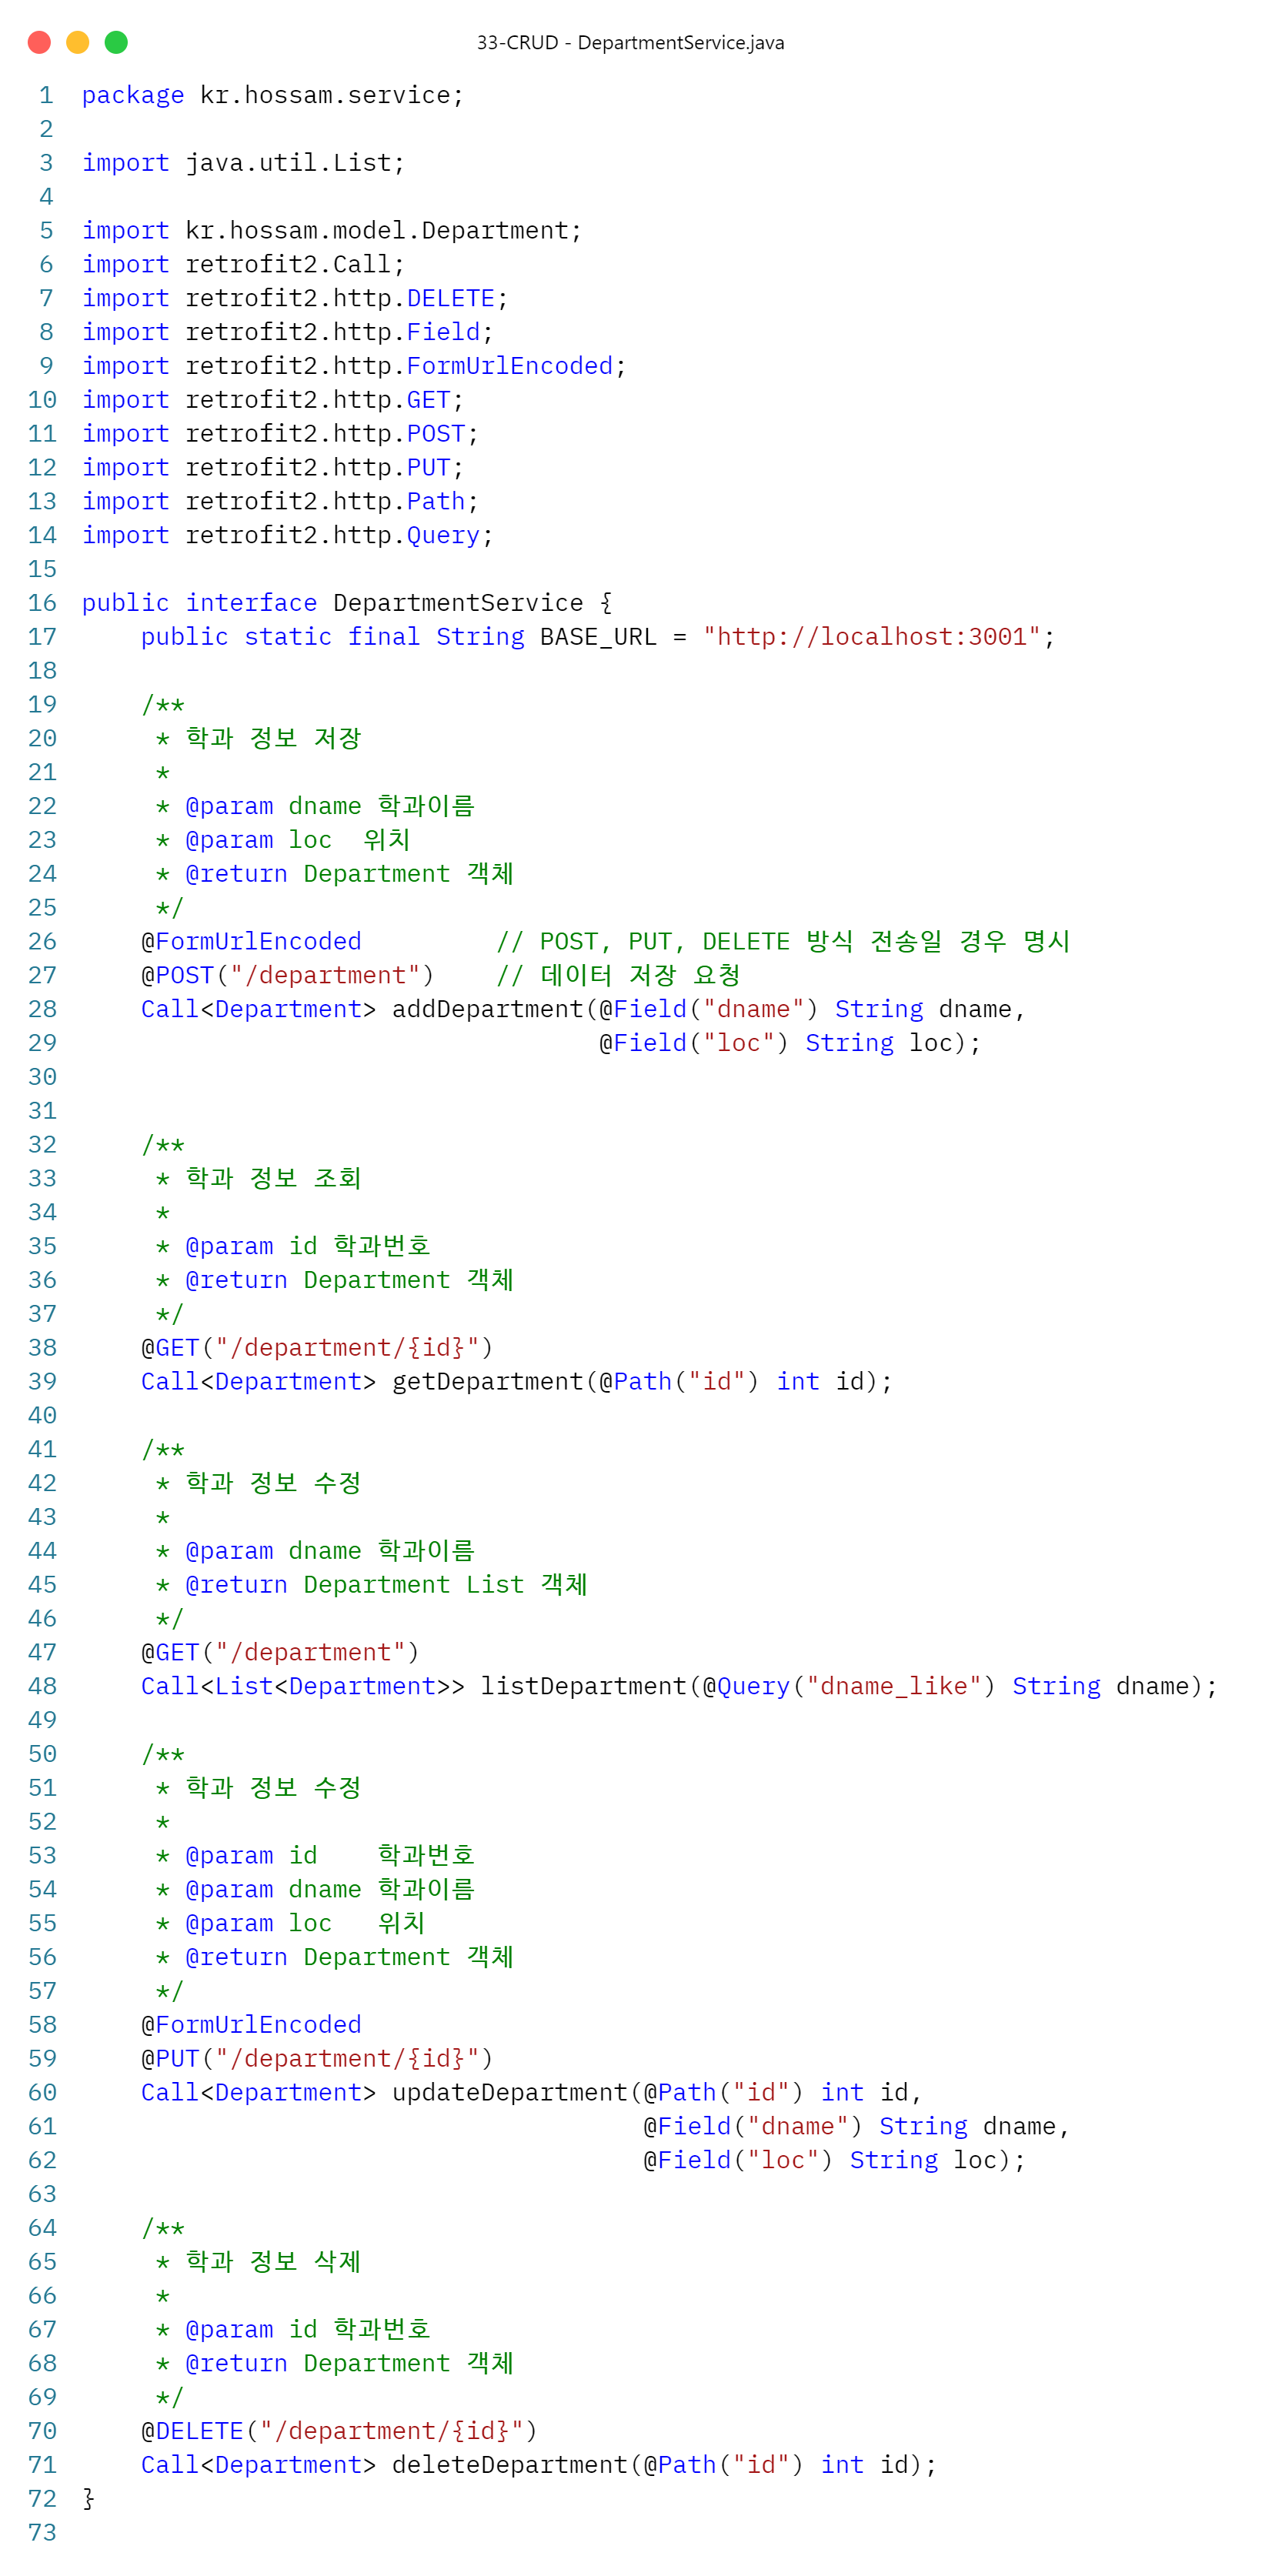 33-CRUD - DepartmentService.java
1 package kr.hossam.service;
2
3 import java.util.List;
4
5 import kr.hossam.model.Department;
6 import retrofit2.Call;
7 import retrofit2.http.DELETE;
8 import retrofit2.http.Field;
9 import retrofit2.http.FormUrlEncoded;
10 import retrofit2.http.GET;
11 import retrofit2.http.POST;
12 import retrofit2.http.PUT;
13 import retrofit2.http.Path;
14 import retrofit2.http.Query;
15
16 public interface DepartmentService {
17     public static final String BASE_URL = "http://localhost:3001";
18
19     /**
20      * 학과 정보 저장
21      *
22      * @param dname 학과이름
23      * @param loc  위치
24      * @return Department 객체
25      */
26     @FormUrlEncoded         // POST, PUT, DELETE 방식 전송일 경우 명시
27     @POST("/department")    // 데이터 저장 요청
28     Call<Department> addDepartment(@Field("dname") String dname,
29                                    @Field("loc") String loc);
30
31
32     /**
33      * 학과 정보 조회
34      *
35      * @param id 학과번호
36      * @return Department 객체
37      */
38     @GET("/department/{id}")
39     Call<Department> getDepartment(@Path("id") int id);
40
41     /**
42      * 학과 정보 수정
43      *
44      * @param dname 학과이름
45      * @return Department List 객체
46      */
47     @GET("/department")
48     Call<List<Department>> listDepartment(@Query("dname_like") String dname);
49
50     /**
51      * 학과 정보 수정
52      *
53      * @param id    학과번호
54      * @param dname 학과이름
55      * @param loc   위치
56      * @return Department 객체
57      */
58     @FormUrlEncoded
59     @PUT("/department/{id}")
60     Call<Department> updateDepartment(@Path("id") int id,
61                                       @Field("dname") String dname,
62                                       @Field("loc") String loc);
63
64     /**
65      * 학과 정보 삭제
66      *
67      * @param id 학과번호
68      * @return Department 객체
69      */
70     @DELETE("/department/{id}")
71     Call<Department> deleteDepartment(@Path("id") int id);
72 }
73